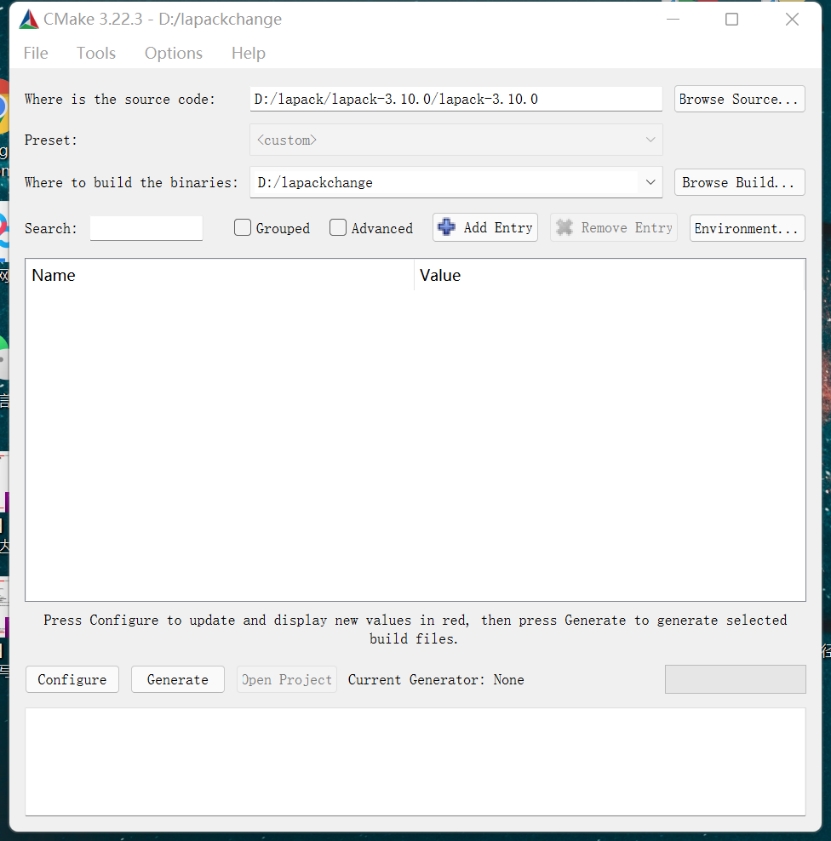 CMake 3.22.3 - D:/lapackchange
File Tools Options Help
Where is the source code: D:/lapack/lapack-3.10.0/lapack-3.10.0 Browse Source...
Preset: <custom>
Where to build the binaries: D:/lapackchange Browse Build...
Search: Grouped Advanced Add Entry Remove Entry Environment...
Name Value
Press Configure to update and display new values in red, then press Generate to generate selected
build files.
Configure Generate Open Project Current Generator: None